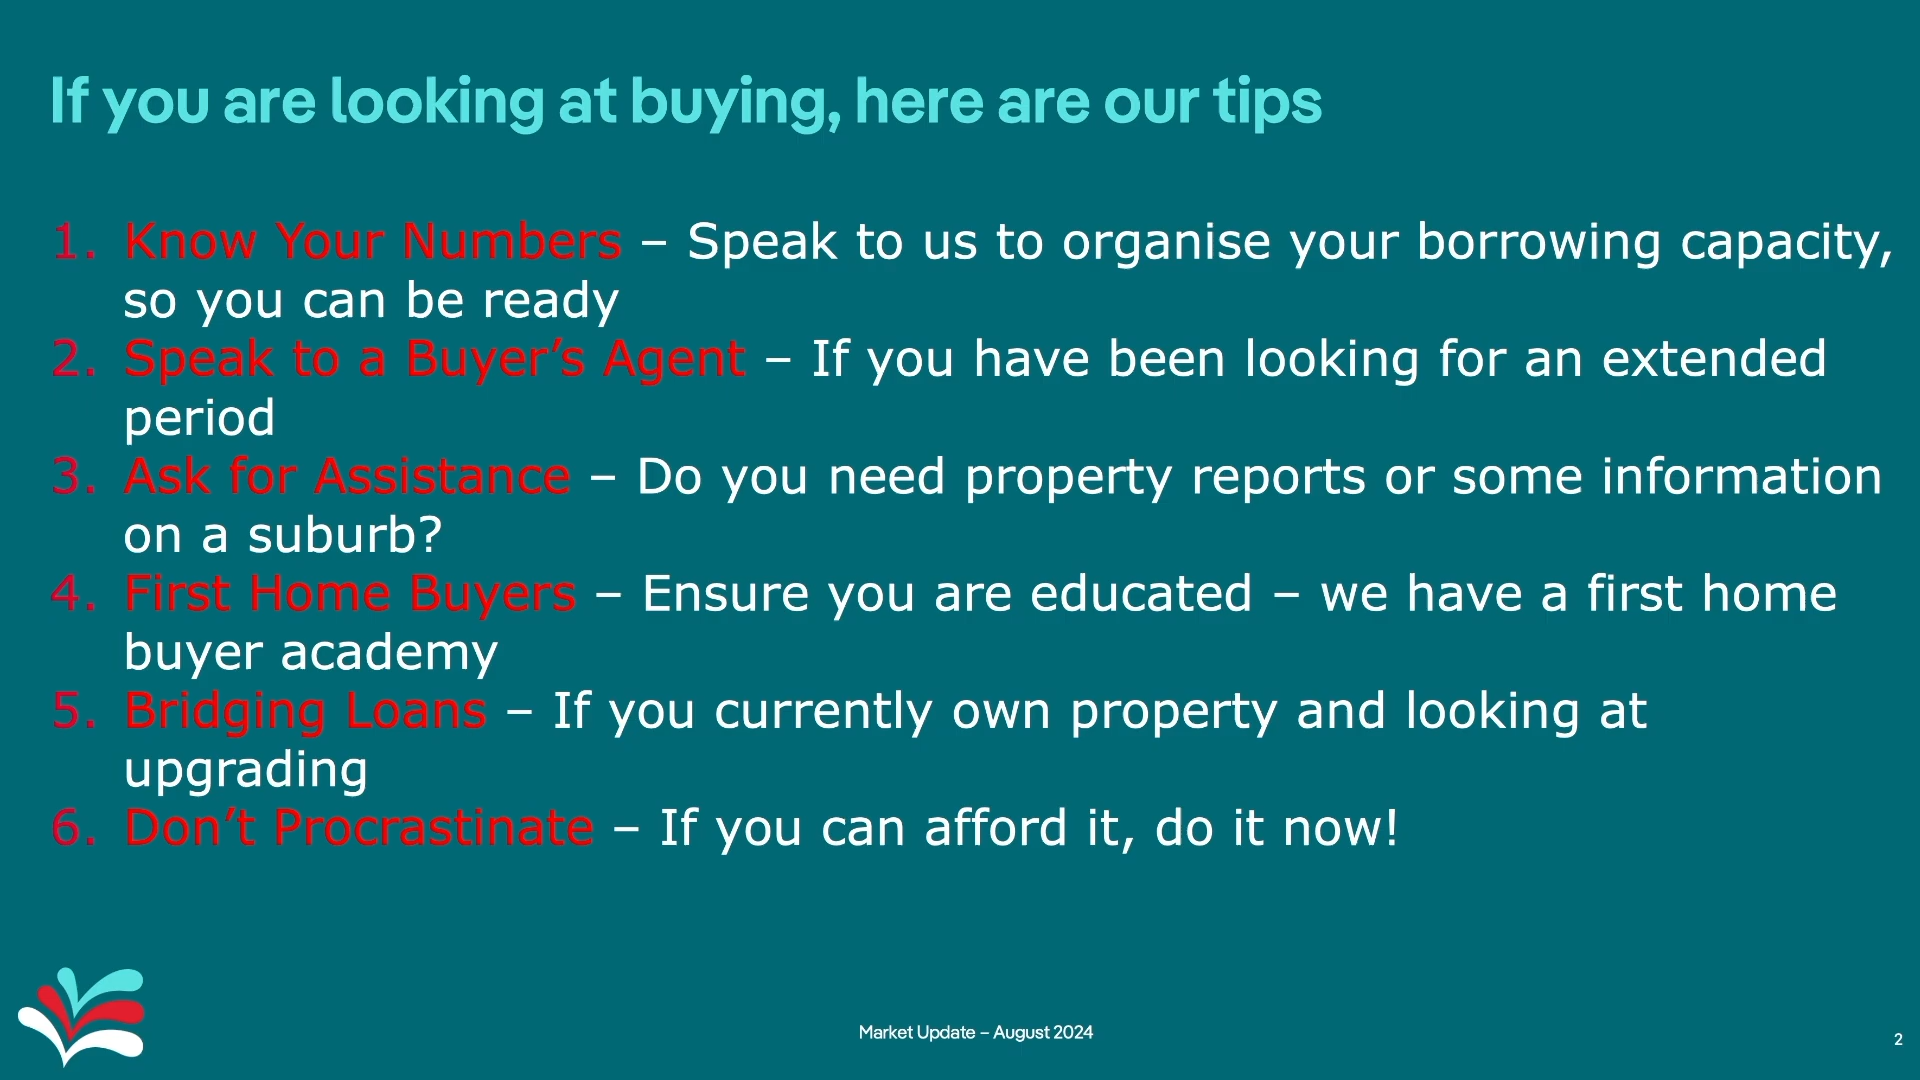 If you are looking at buying, here are our tips
1. Know Your Numbers – Speak to us to organise your borrowing capacity,
so you can be ready
2. Speak to a Buyer’s Agent – If you have been looking for an extended
period
3. Ask for Assistance – Do you need property reports or some information
on a suburb?
4. First Home Buyers – Ensure you are educated – we have a first home
buyer academy
5. Bridging Loans – If you currently own property and looking at
upgrading
6. Don’t Procrastinate – If you can afford it, do it now!
Market Update – August 2024
2